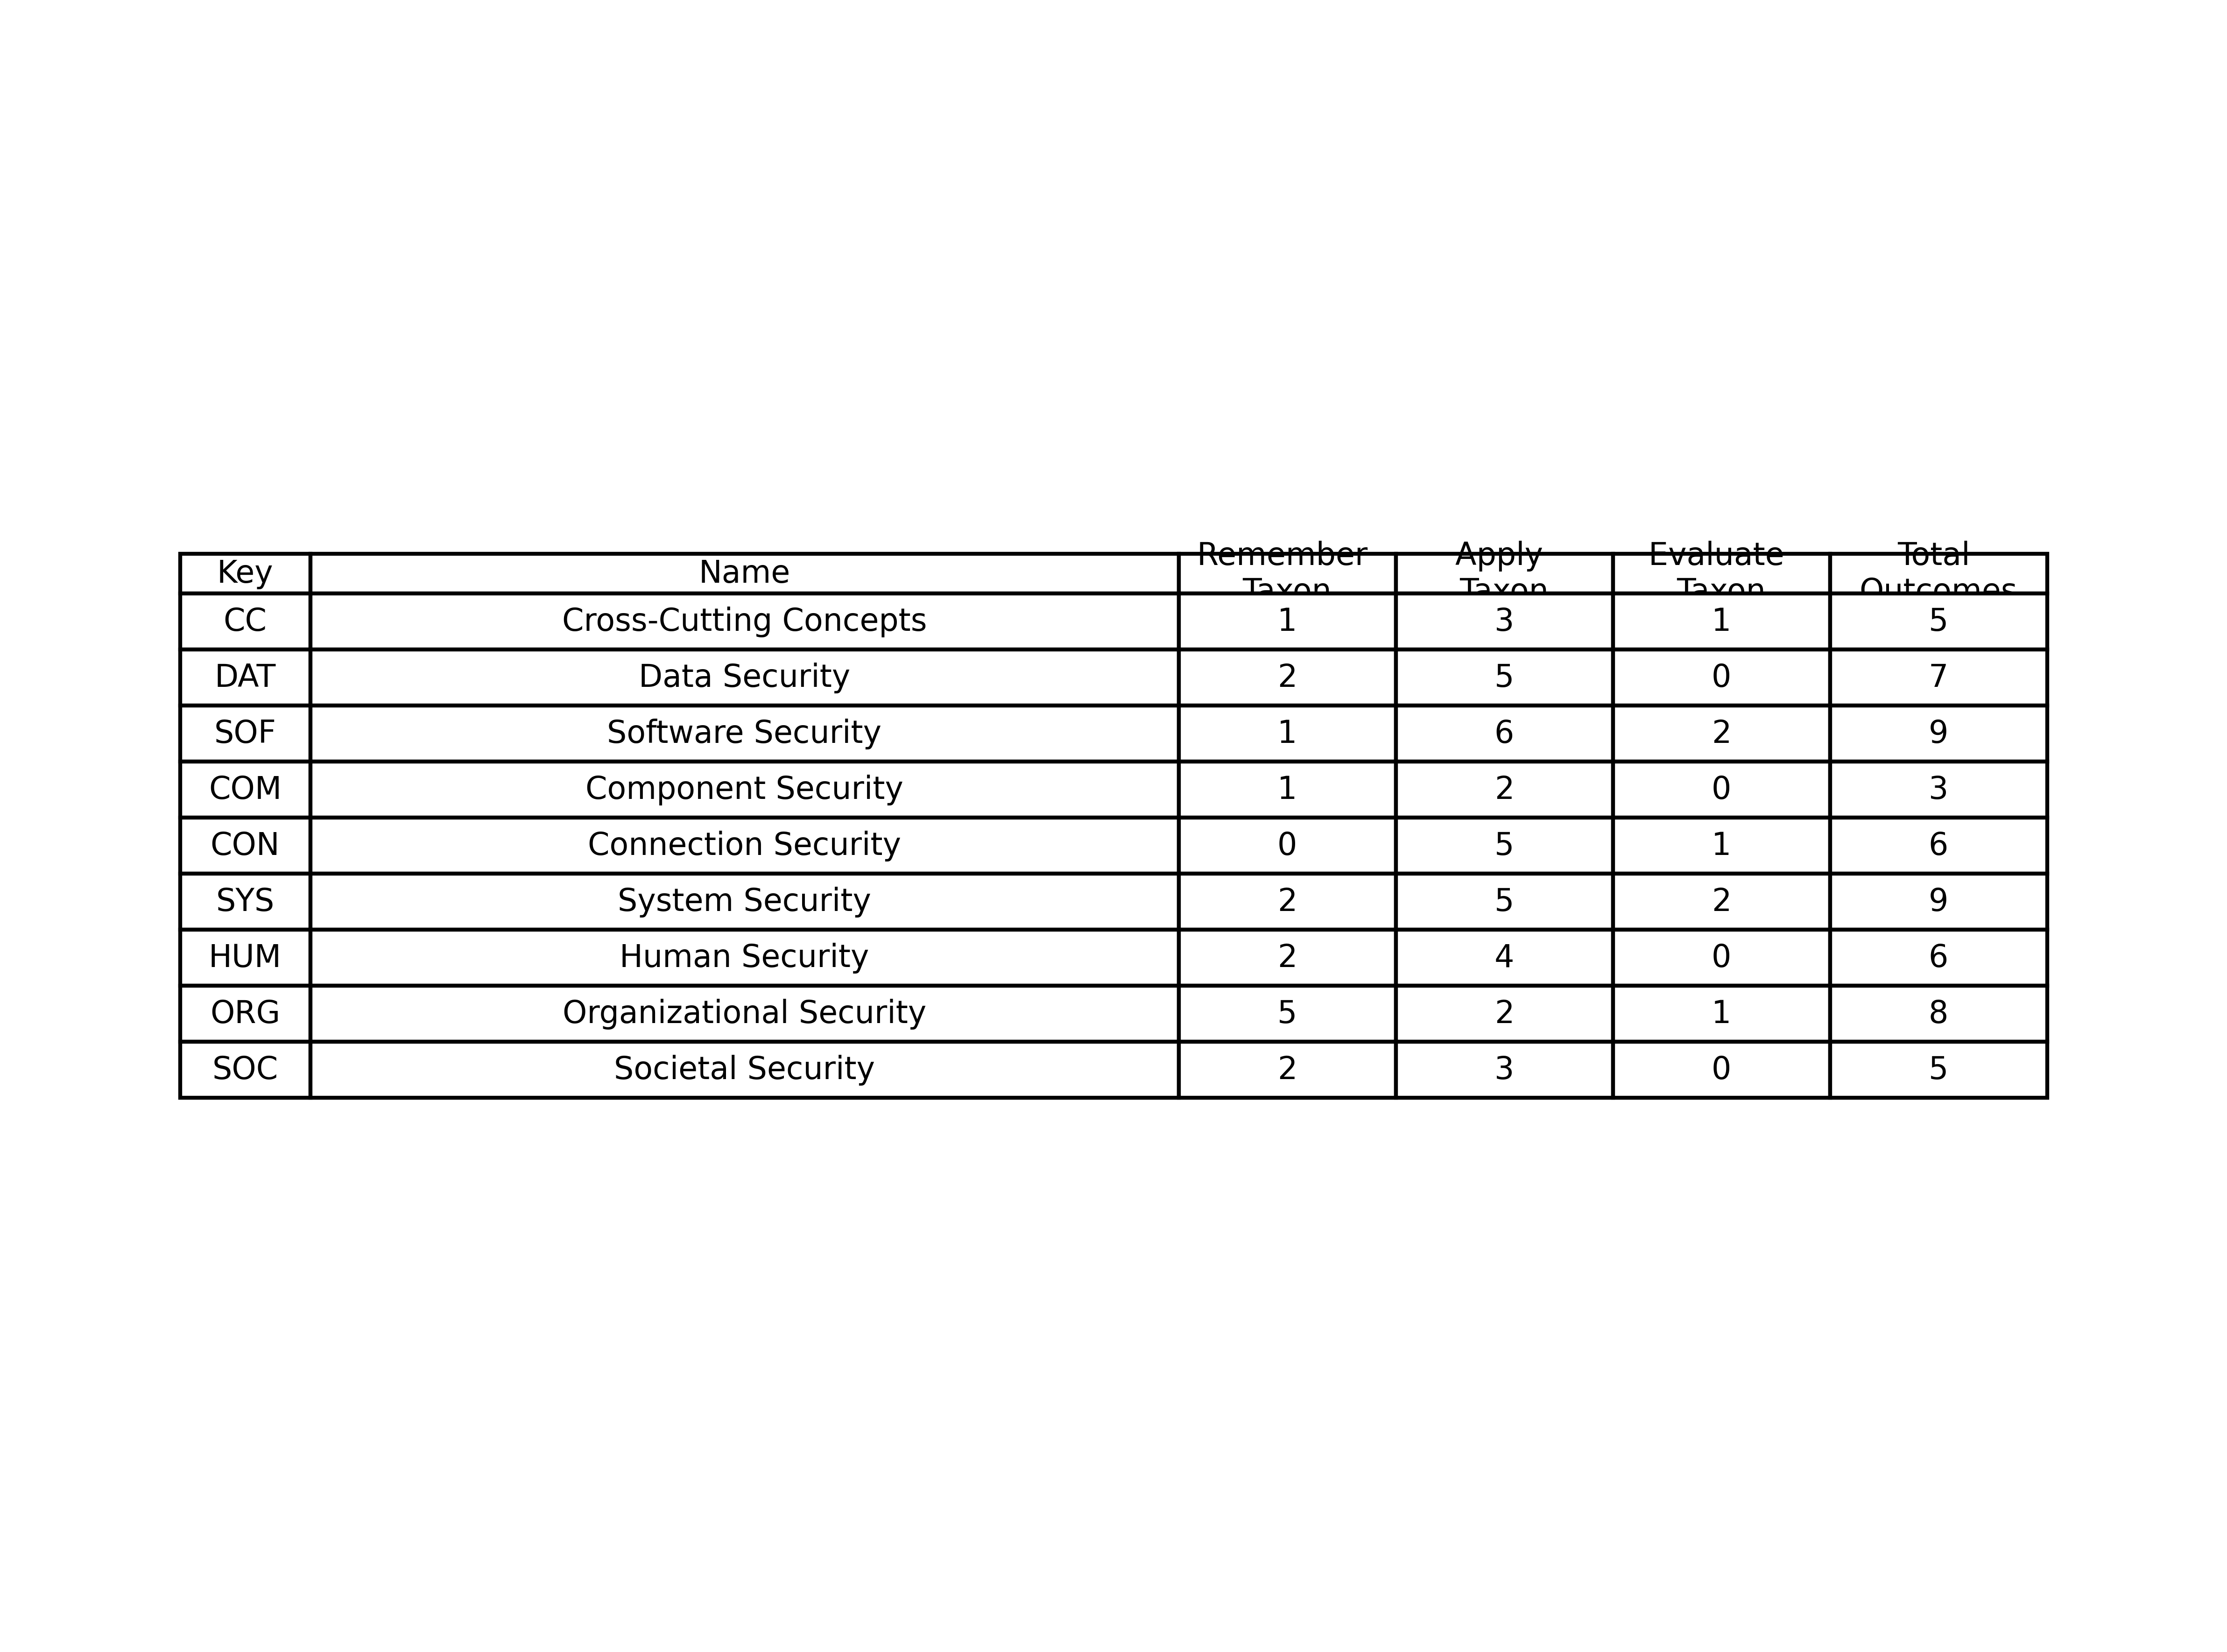 Key Name Remember Taxon Apply Taxon Evaluate Taxon Total Outcomes
CC Cross-Cutting Concepts 1 3 1 5
DAT Data Security 2 5 0 7
SOF Software Security 1 6 2 9
COM Component Security 1 2 0 3
CON Connection Security 0 5 1 6
SYS System Security 2 5 2 9
HUM Human Security 2 4 0 6
ORG Organizational Security 5 2 1 8
SOC Societal Security 2 3 0 5